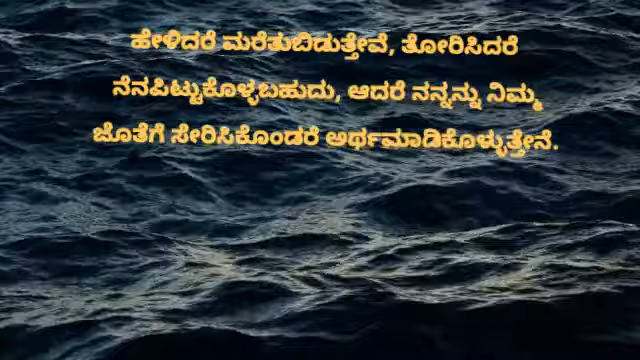 ಹೇಳಿದರೆ ಮರೆತುಬಿಡುತ್ತೇವೆ, ತೋರಿಸಿದರೆ
ನೆನಪಿಟ್ಟುಕೊಳ್ಳಬಹುದು, ಆದರೆ ನನ್ನನ್ನು ನಿಮ್ಮ
ಜೊತೆಗೆ ಸೇರಿಸಿಕೊಂಡರೆ ಅರ್ಥಮಾಡಿಕೊಳ್ಳುತ್ತೇನೆ.